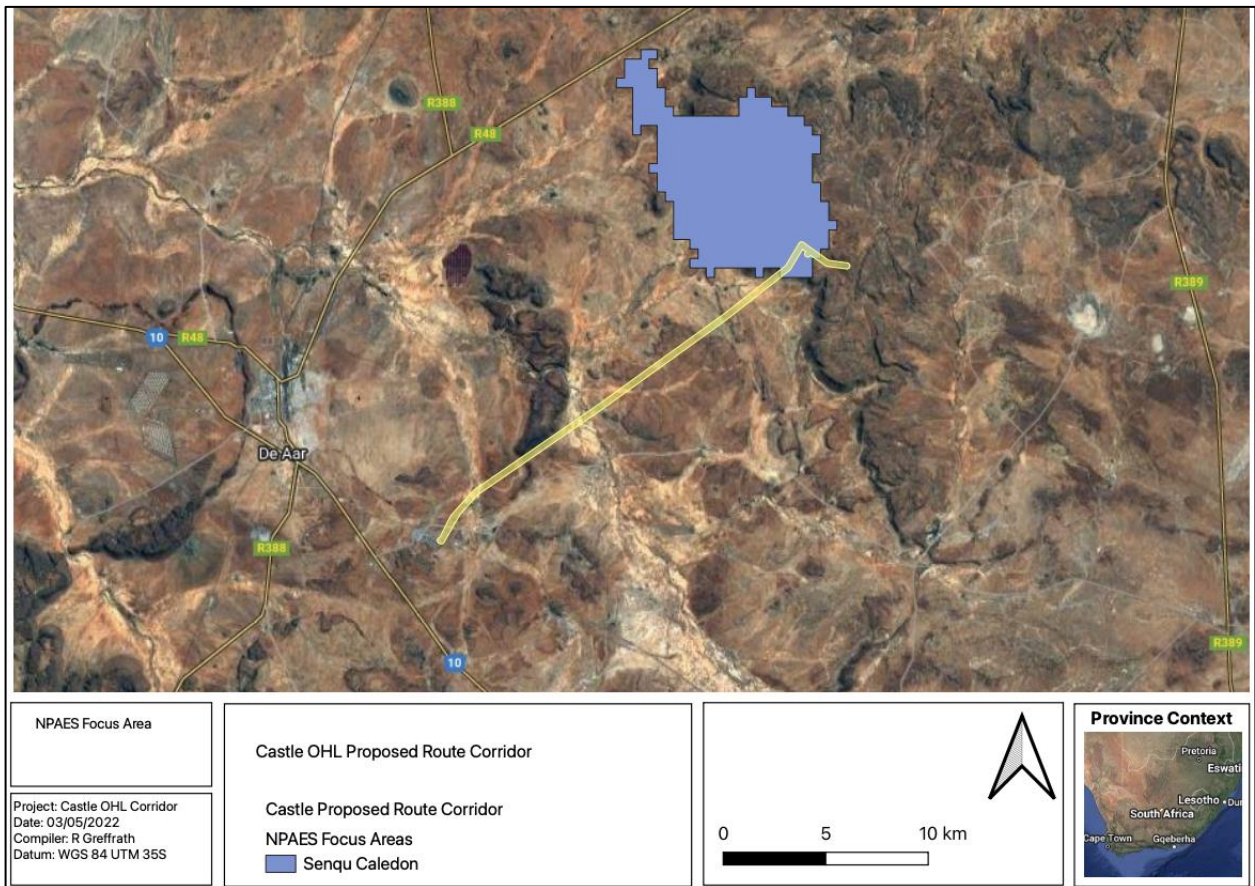 R388
R48
R389
10
R48
De Aar
R388
10
R389
NPAES Focus Area
Project: Castle OHL Corridor
Date: 03/05/2022
Compiler: R Greffrath
Datum: WGS 84 UTM 35S
Castle OHL Proposed Route Corridor
Castle Proposed Route Corridor
NPAES Focus Areas
Senqu Caledon
0 5 10 km
Province Context
Pretoria
Eswati
Lesotho
Dur
South Africa
Cape Town
Gqeberha